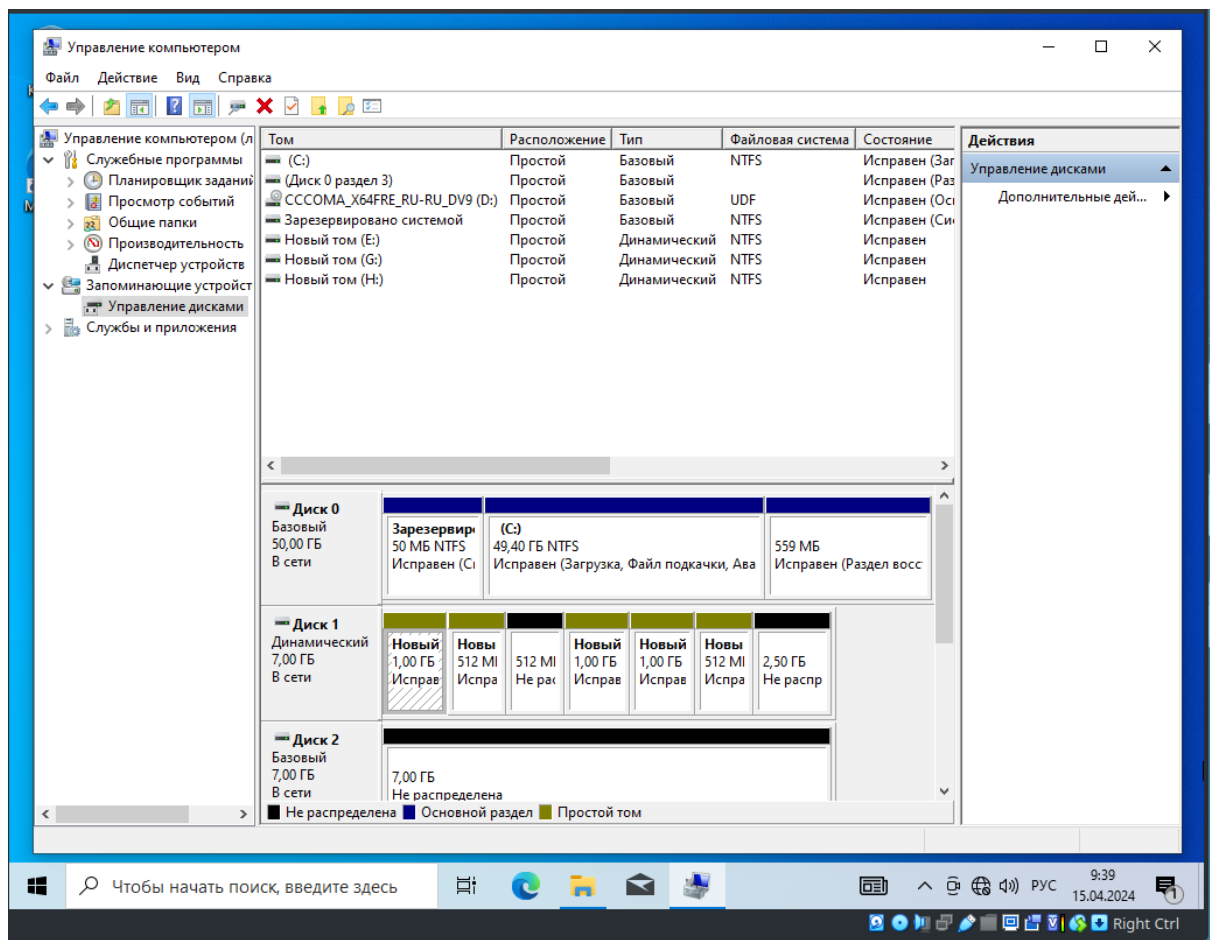 Управление компьютером
Файл Действие Вид Справка
Управление компьютером (л
Служебные программы
Планировщик заданий
Просмотр событий
Общие папки
Производительность
Диспетчер устройств
Запоминающие устройст
Управление дисками
Службы и приложения
Том Расположение Тип Файловая система Состояние
(C:) Простой Базовый NTFS Исправен (Заг
(Диск 0 раздел 3) Простой Базовый Исправен (Раз
CCCOMA_X64FRE_RU-RU_DV9 (D:) Простой Базовый UDF Исправен (Ос
Зарезервировано системой Простой Базовый NTFS Исправен (Си
Новый том (E:) Простой Динамический NTFS Исправен
Новый том (G:) Простой Динамический NTFS Исправен
Новый том (H:) Простой Динамический NTFS Исправен
Действия
Управление дисками
Дополнительные дей...
Диск 0
Базовый
50,00 ГБ
В сети
Зарезервир
50 МБ NTFS
Исправен (С
(C:)
49,40 ГБ NTFS
Исправен (Загрузка, Файл подкачки, Ава
559 МБ
Исправен (Раздел восс
Диск 1
Динамический
7,00 ГБ
В сети
Новый
1,00 ГБ
Исправ
Новы
512 М
Испра
512 М
Не рас
Новый
1,00 ГБ
Исправ
Новый
1,00 ГБ
Исправ
Новы
512 М
Испра
2,50 ГБ
Не распр
Диск 2
Базовый
7,00 ГБ
В сети
7,00 ГБ
Не распределена
Не распределена Основной раздел Простой том
Чтобы начать поиск, введите здесь
РУС
9:39
15.04.2024
1
Right Ctrl